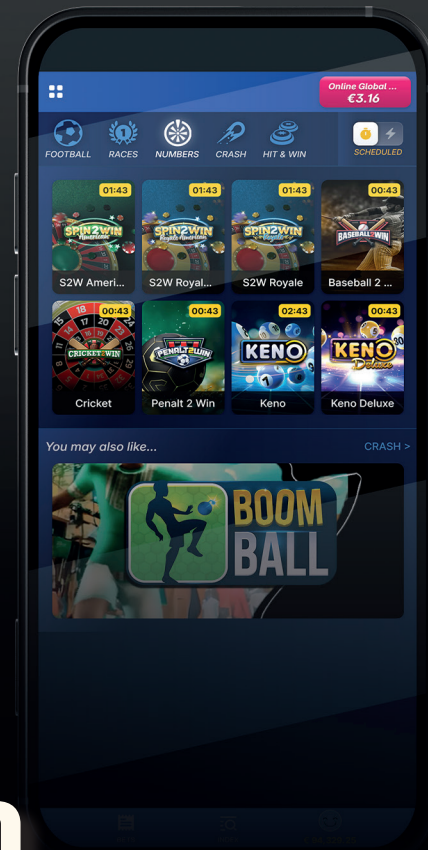 Online Global ...
€3.16
FOOTBALL
RACES
NUMBERS
CRASH
HIT & WIN
SCHEDULED
01:43
SPIN2WIN
American
S2W Ameri...
01:43
SPIN2WIN
Royale American
S2W Royal...
01:43
SPIN2WIN
Royale
S2W Royale
00:43
BASEBALL2WIN
Baseball 2 ...
00:43
CRICKET2WIN
Cricket
00:43
PENALT2WIN
Penalt 2 Win
02:43
KENO
Keno
00:43
KENO
Deluxe
Keno Deluxe
You may also like...
CRASH >
BOOM
BALL